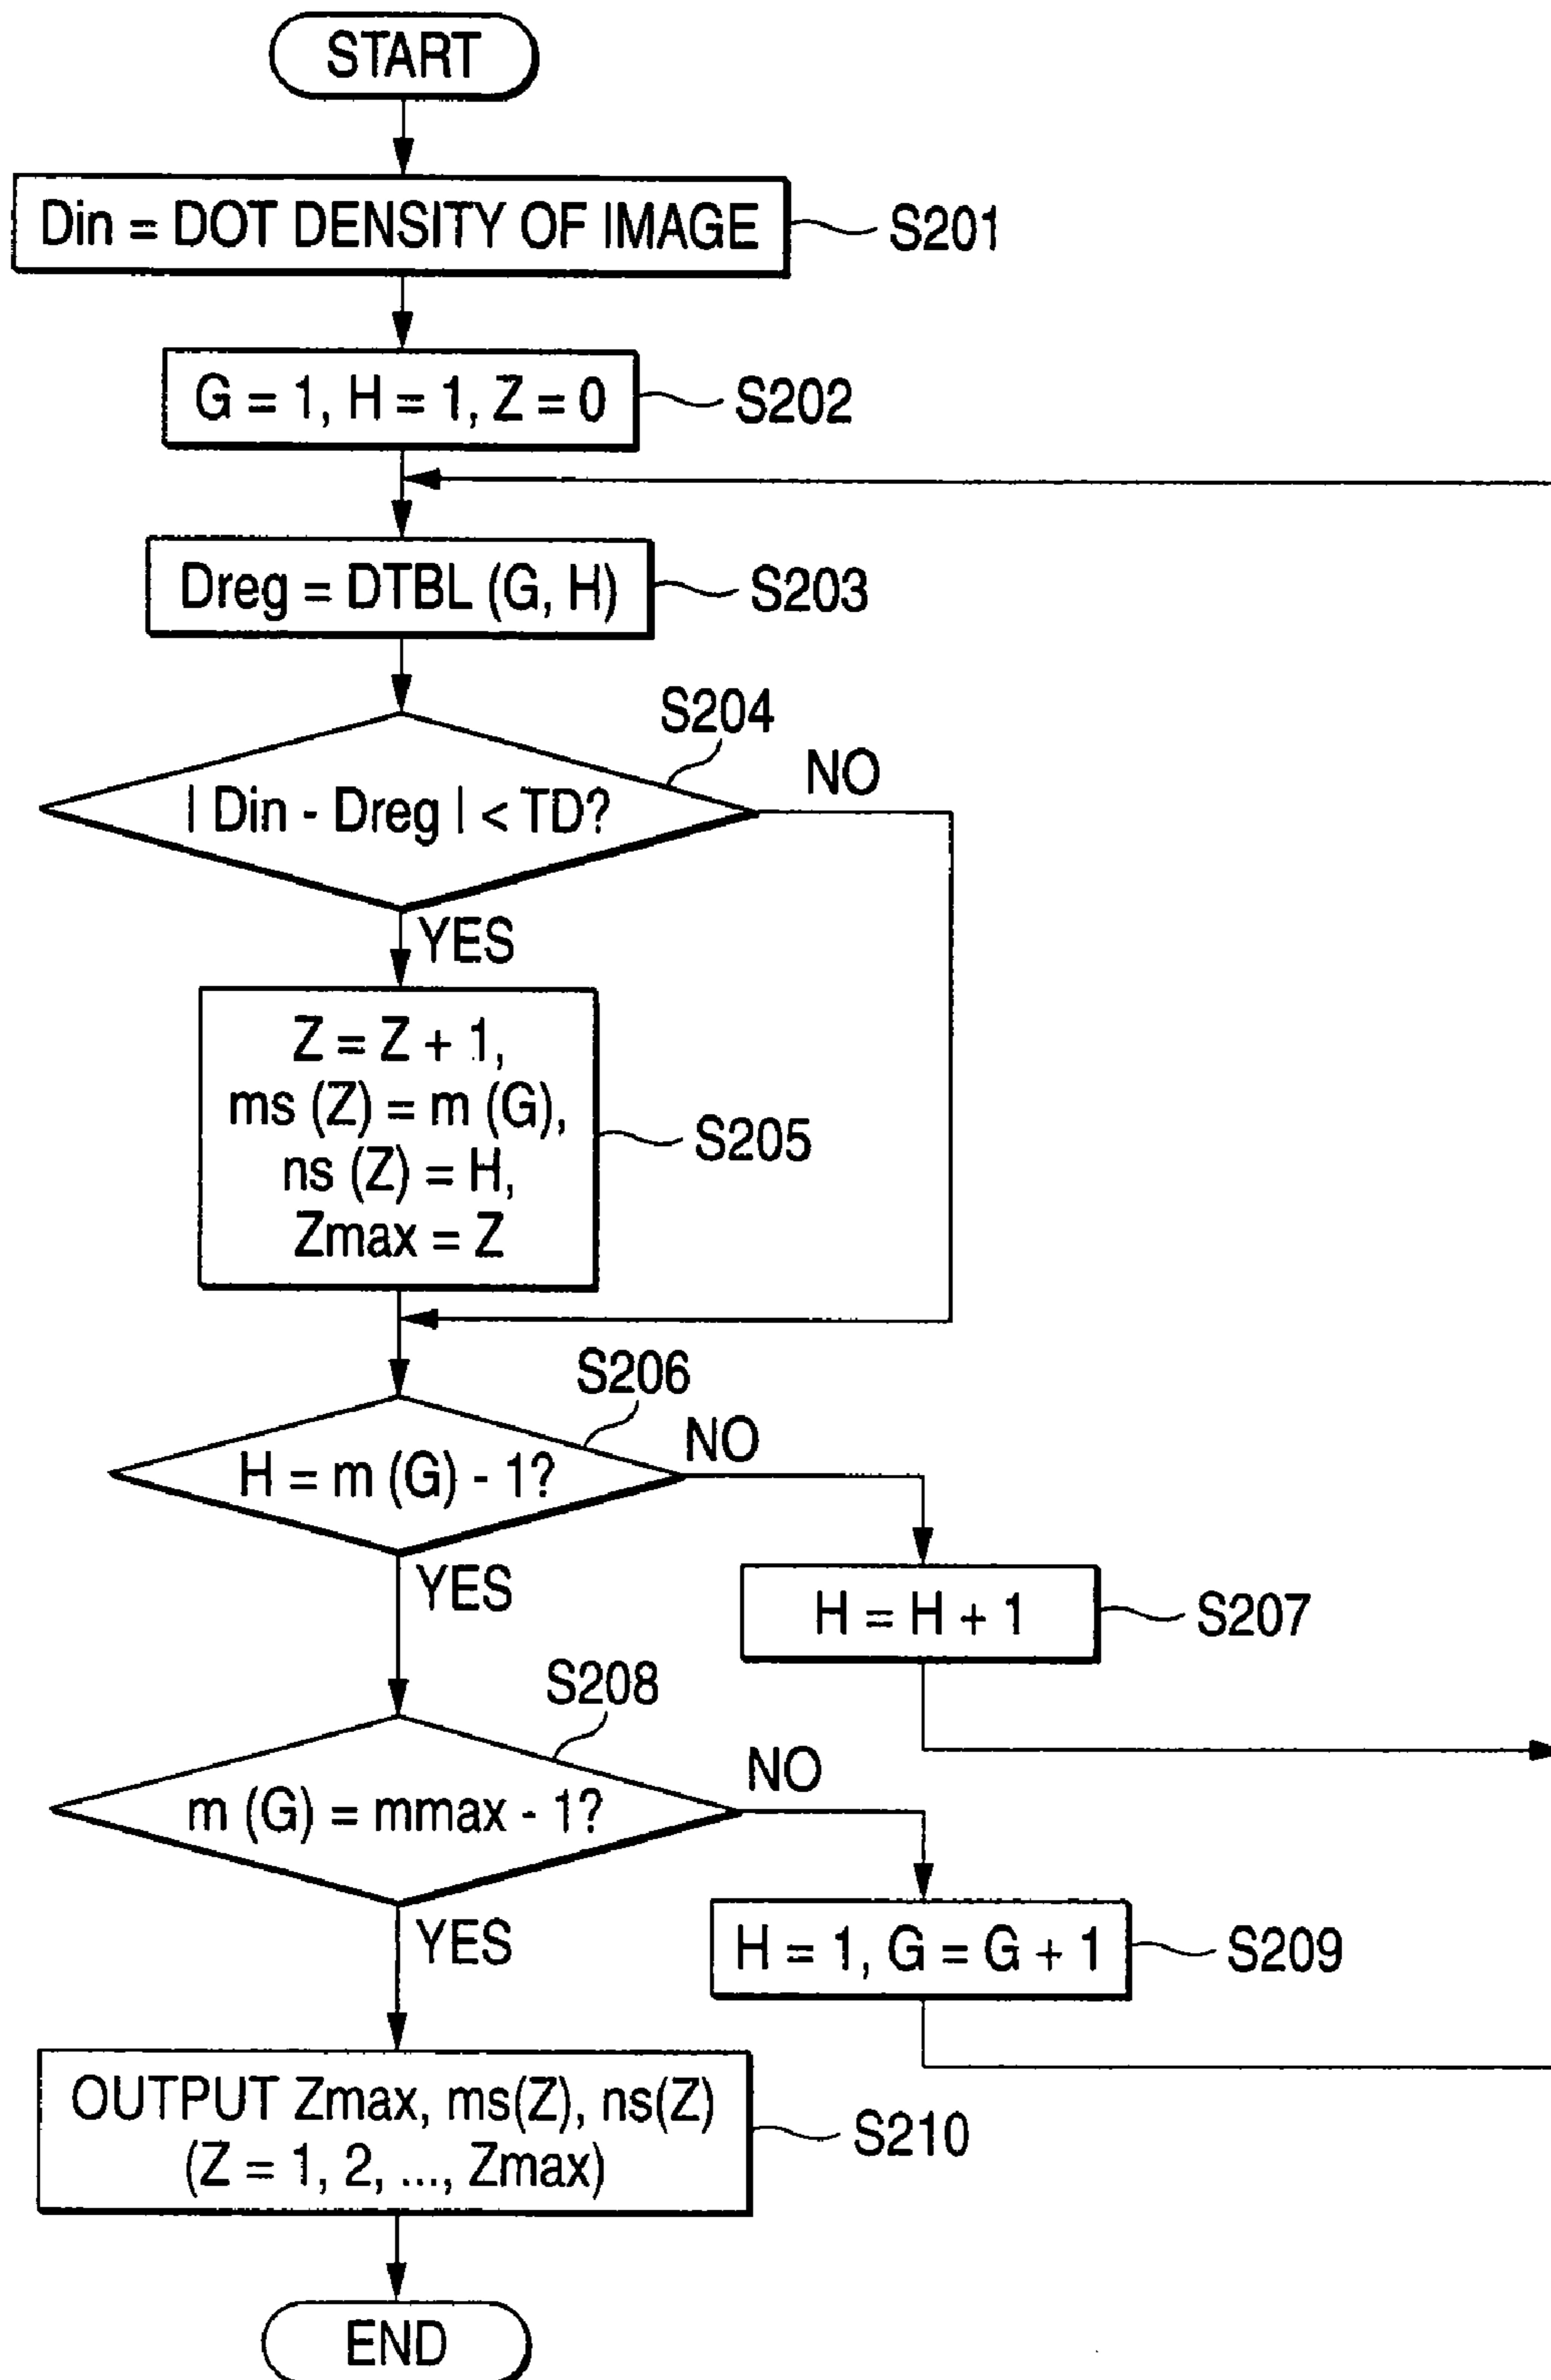 START
Din = DOT DENSITY OF IMAGE
S201
G = 1, H = 1, Z = 0
S202
Dreg = DTBL (G, H)
S203
S204
| Din - Dreg | < TD?
NO
YES
Z = Z + 1,
ms (Z) = m (G),
ns (Z) = H,
Zmax = Z
S205
S206
H = m (G) - 1?
NO
YES
H = H + 1
S207
S208
m (G) = mmax - 1?
NO
YES
H = 1, G = G + 1
S209
OUTPUT Zmax, ms(Z), ns(Z)
(Z = 1, 2, ..., Zmax)
S210
END